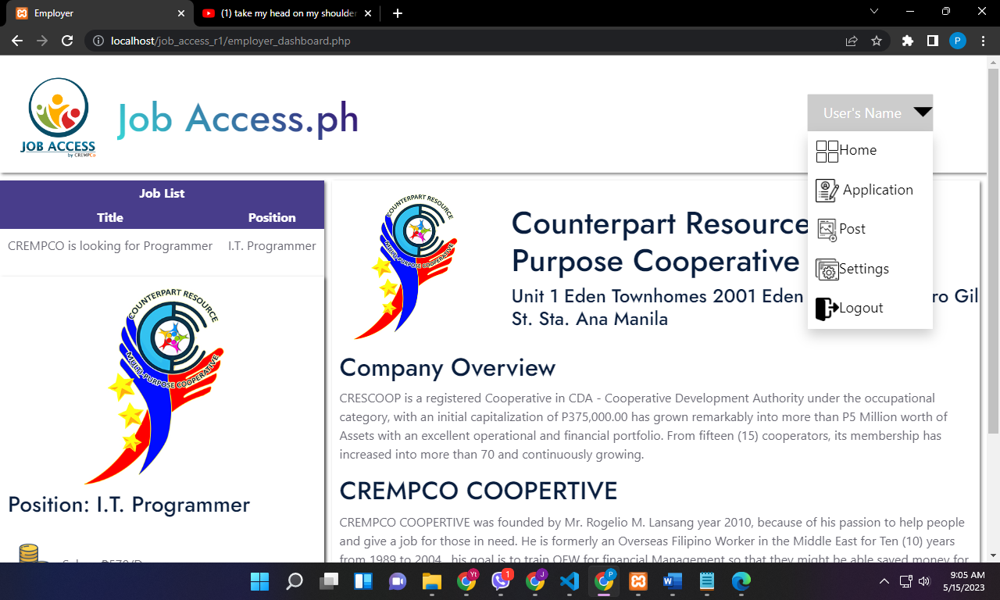 Employer
(1) take my head on my shoulder
localhost/job_access_r1/employer_dashboard.php
P
JOB ACCESS
by CREMPCo
Job Access.ph
User's Name
Home
Application
Post
Settings
Logout
Job List
Title Position
CREMPCO is looking for Programmer I.T. Programmer
COUNTERPART RESOURCE
MULTI-PURPOSE COOPERATIVE
Position: I.T. Programmer
COUNTERPART RESOURCE
MULTI-PURPOSE COOPERATIVE
Counterpart Resource
Purpose Cooperative
Unit 1 Eden Townhomes 2001 Eden ro Gil
St. Sta. Ana Manila
Company Overview
CRESCOOP is a registered Cooperative in CDA - Cooperative Development Authority under the occupational
category, with an initial capitalization of P375,000.00 has grown remarkably into more than P5 Million worth of
Assets with an excellent operational and financial portfolio. From fifteen (15) cooperators, its membership has
increased into more than 70 and continuously growing.
CREMPCO COOPERTIVE
CREMPCO COOPERTIVE was founded by Mr. Rogelio M. Lansang year 2010, because of his passion to help people
and give a job for those in need. He is formerly an Overseas Filipino Worker in the Middle East for Ten (10) years
from 1989 to 2004 his goal is to train OFW for financial Management so that they might be able saved money for
Yt
1
J
P
9:05 AM
5/15/2023